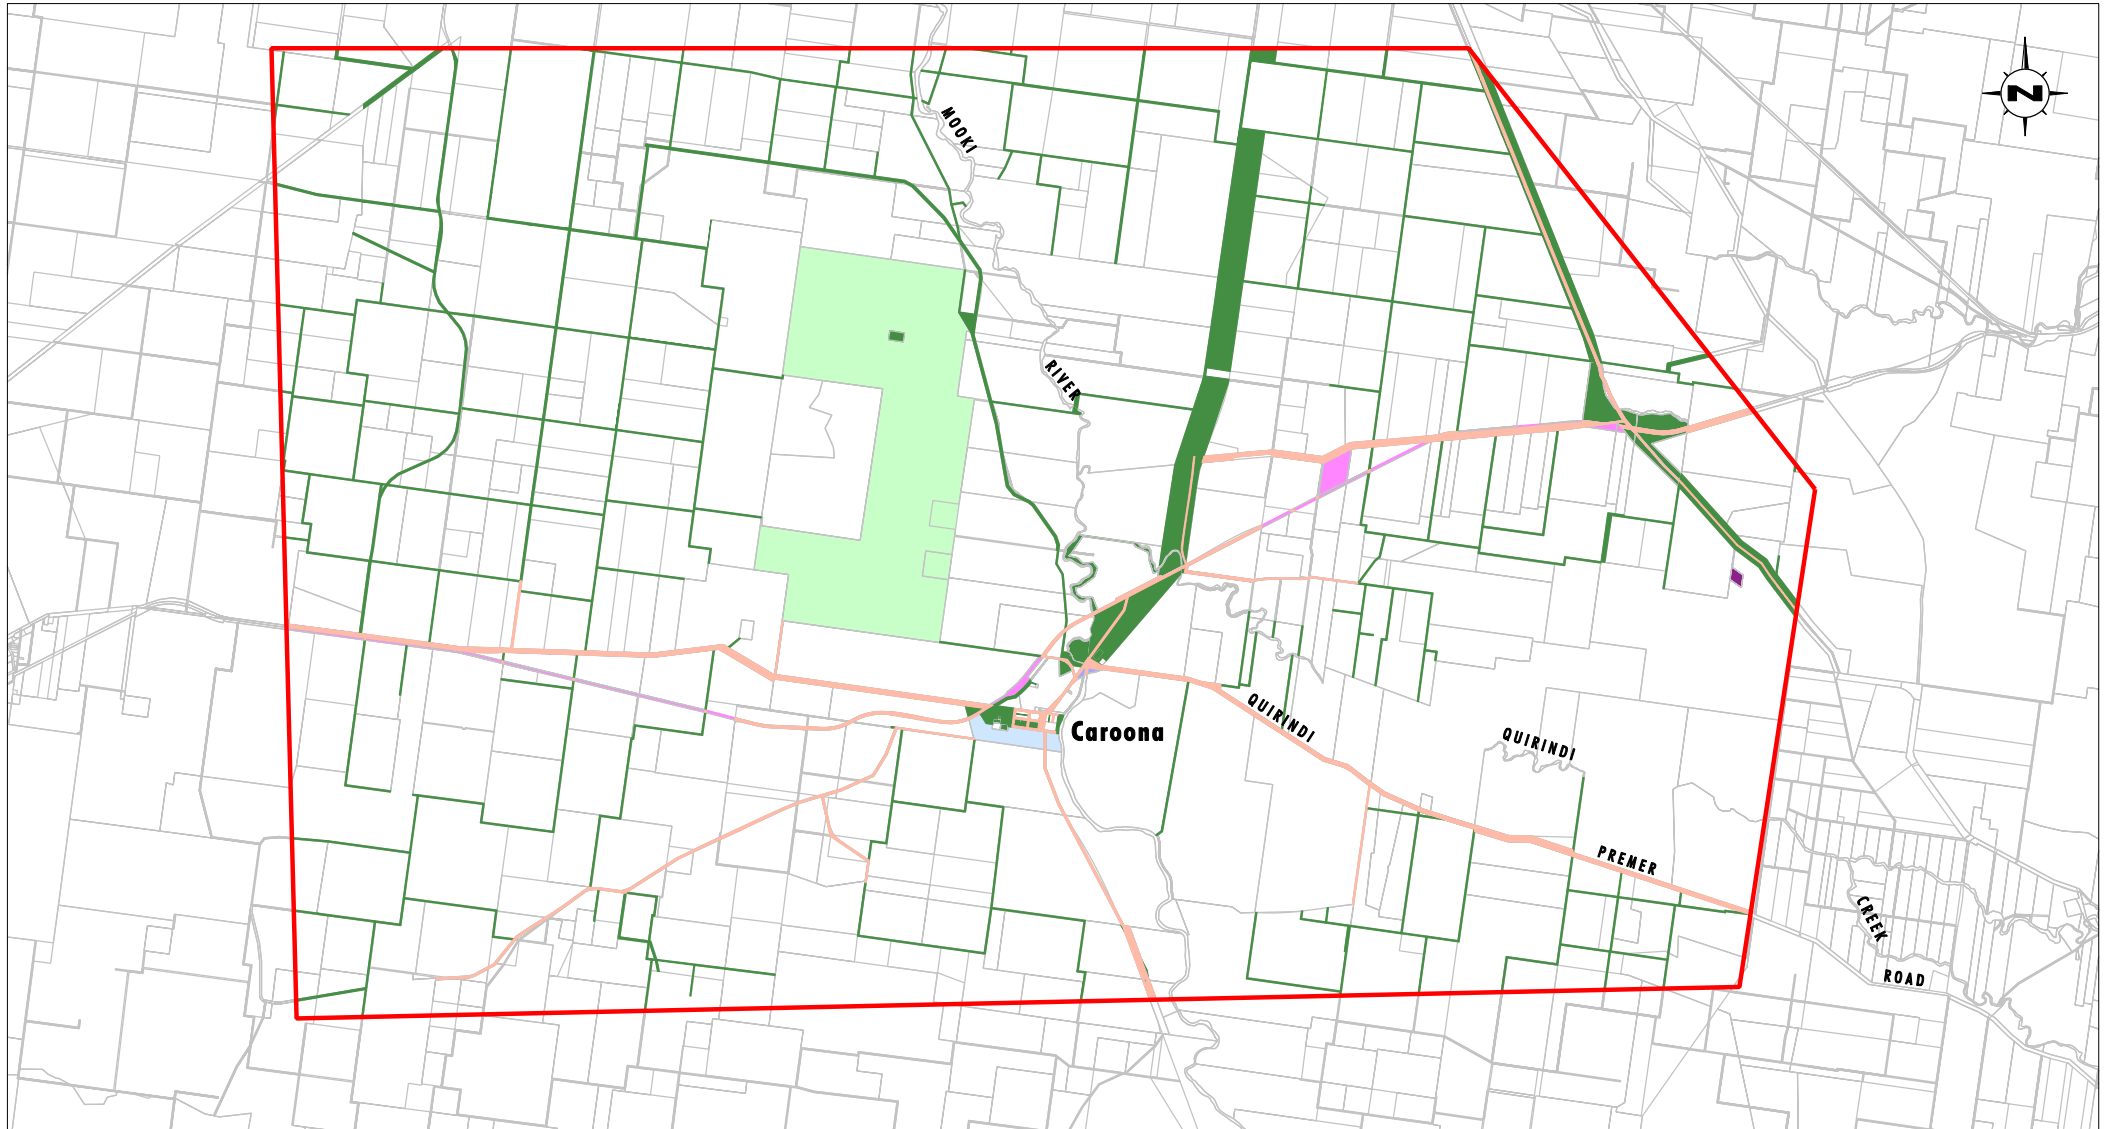 N
MOOKI
RIVER
Caroona
QUIRINDI
QUIRINDI
PREMER
CREEK
ROAD